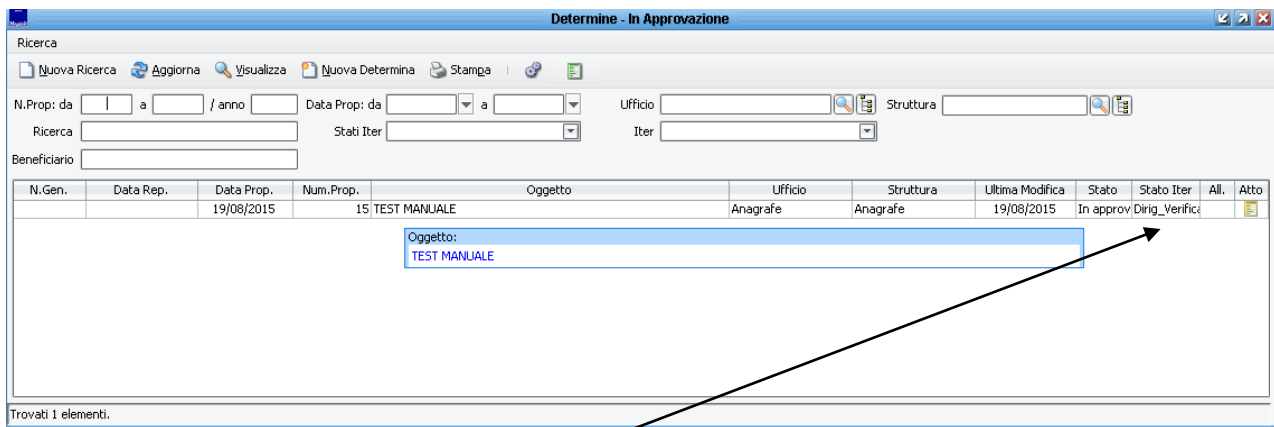 Determine - In Approvazione
Ricerca
Nuova Ricerca Aggiorna Visualizza Nuova Determina Stampa
N.Prop: da a / anno Data Prop: da a Ufficio Struttura
Ricerca Stati Iter Iter
Beneficiario
N.Gen. Data Rep. Data Prop. Num.Prop. Oggetto Ufficio Struttura Ultima Modifica Stato Stato Iter All. Atto
19/08/2015 15 TEST MANUALE Anagrafe Anagrafe 19/08/2015 In approv Dirig_Verifica
Oggetto:
TEST MANUALE
Trovati 1 elementi.